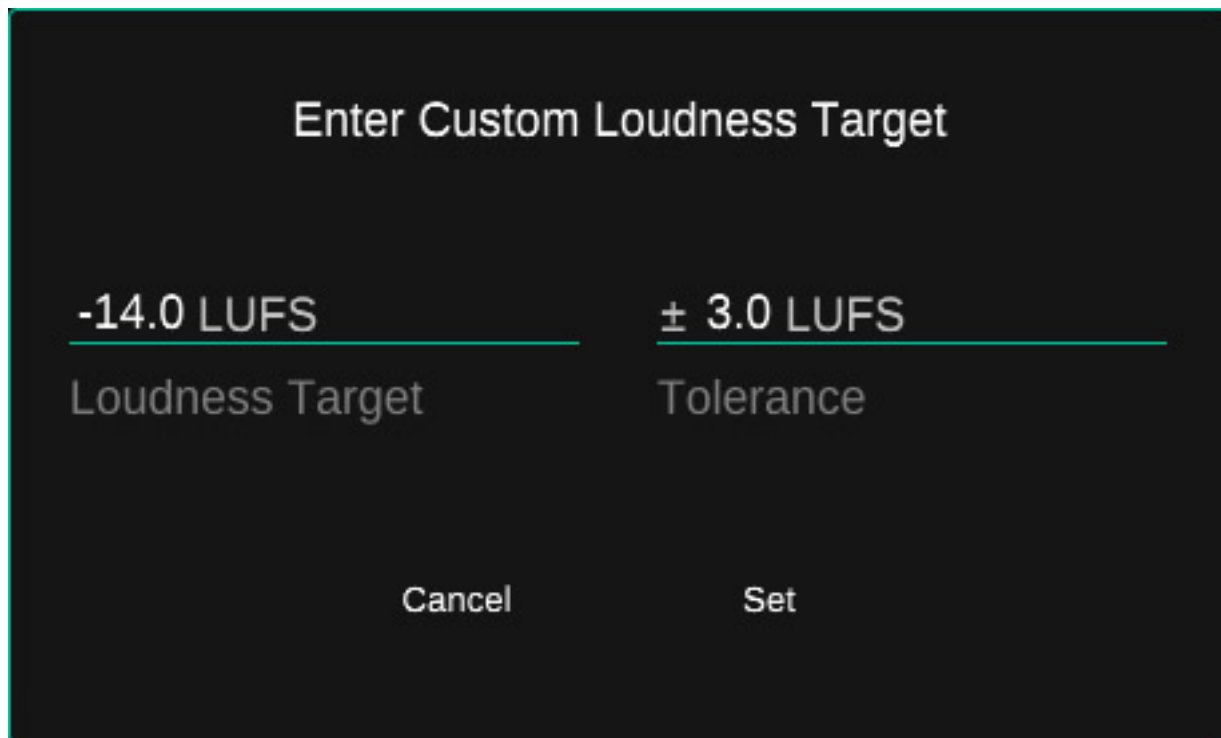 Enter Custom Loudness Target
-14.0 LUFS ± 3.0 LUFS
Loudness Target Tolerance
Cancel Set